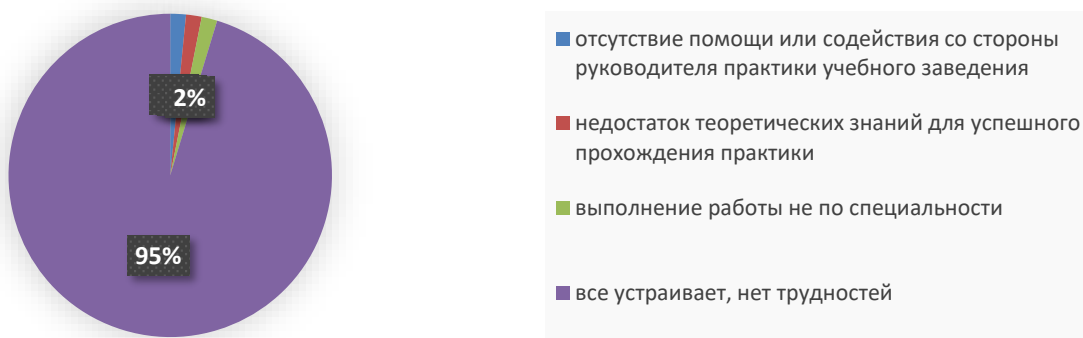 2%
95%
отсутствие помощи или содействия со стороны
руководителя практики учебного заведения
недостаток теоретических знаний для успешного
прохождения практики
выполнение работы не по специальности
все устраивает, нет трудностей